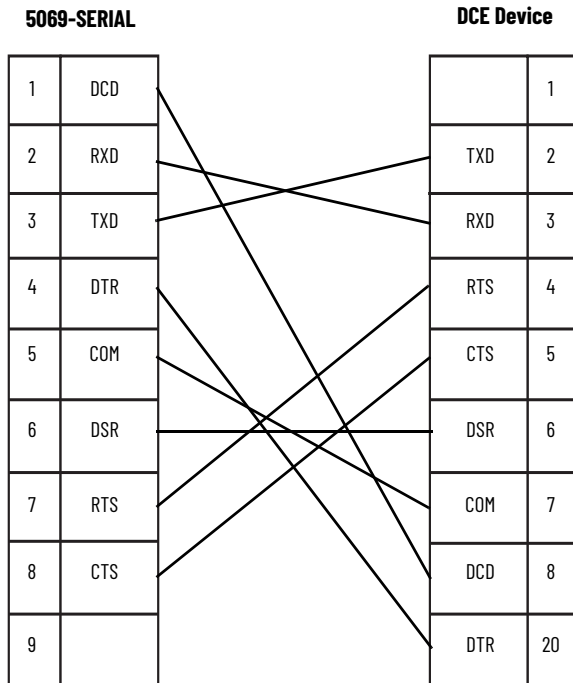 5069-SERIAL DCE Device
1 DCD 1
2 RXD TXD 2
3 TXD RXD 3
4 DTR RTS 4
5 COM CTS 5
6 DSR DSR 6
7 RTS COM 7
8 CTS DCD 8
9 DTR 20